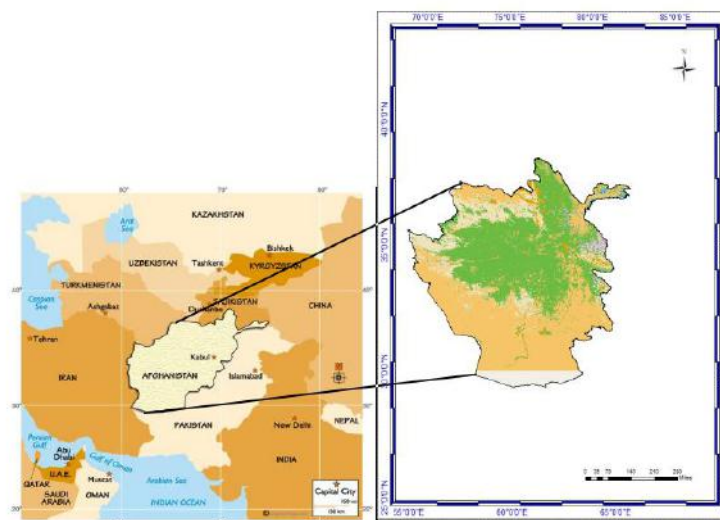 70°0'0"E 75°0'0"E 80°0'0"E 85°0'0"E
KAZAKHSTAN
Aral
Sea
Bishkek
UZBEKISTAN
Tashkent
KYRGYZSTAN
Caspian
Sea
TURKMENISTAN
TAJIKISTAN
CHINA
Tehran
Kabul
Islamabad
IRAN
AFGHANISTAN
PAKISTAN
New Delhi
NEPAL
Persian
Gulf
Abu
Dhabi
Gulf of Oman
U.A.E.
Muscat
Arabian Sea
INDIA
QATAR
SAUDI
ARABIA
OMAN
INDIAN OCEAN
Capital City
Miles
55°0'0"E 60°0'0"E 65°0'0"E